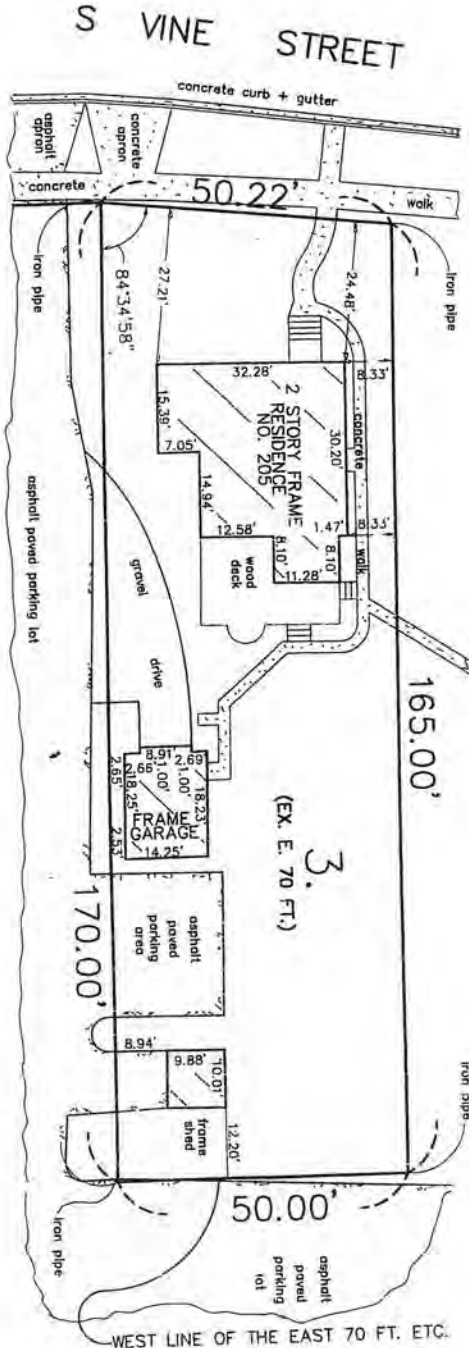 S VINE STREET
concrete curb + gutter
asphalt
apron
concrete
apron
concrete
walk
50.22'
Iron pipe
Iron pipe
84°34'58"
27.21'
24.48'
32.28'
8.33'
15.39'
7.05'
2 STORY FRAME
RESIDENCE
NO. 205
30.20'
concrete
14.94'
12.58'
1.47'
8.33'
8.10'
8.10'
11.28'
walk
wood
deck
gravel
drive
asphalt paved parking lot
165.00'
8.91'
2.69'
2.66'
1.00'
1.00'
2.65'
18.25'
18.23'
FRAME
GARAGE
14.25'
2.53'
3.
(EX. E. 70 FT.)
170.00'
asphalt
paved
parking
area
8.94'
9.88'
10.01'
frame
shed
12.20'
Iron pipe
Iron pipe
50.00'
asphalt
paved
parking
lot
WEST LINE OF THE EAST 70 FT. ETC.